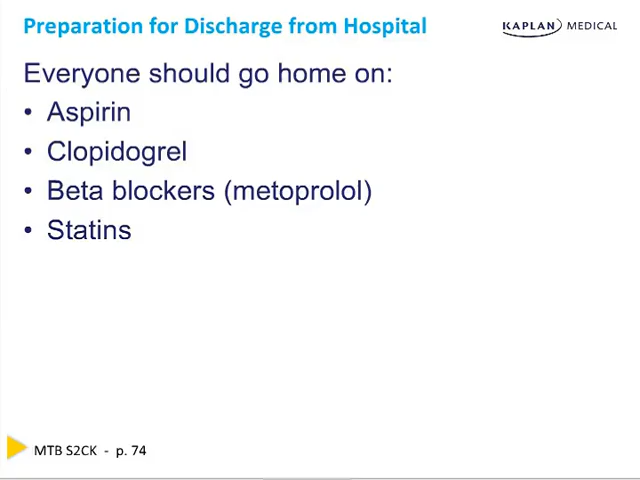 Preparation for Discharge from Hospital
KAPLAN MEDICAL
Everyone should go home on:
• Aspirin
• Clopidogrel
• Beta blockers (metoprolol)
• Statins
MTB S2CK - p. 74